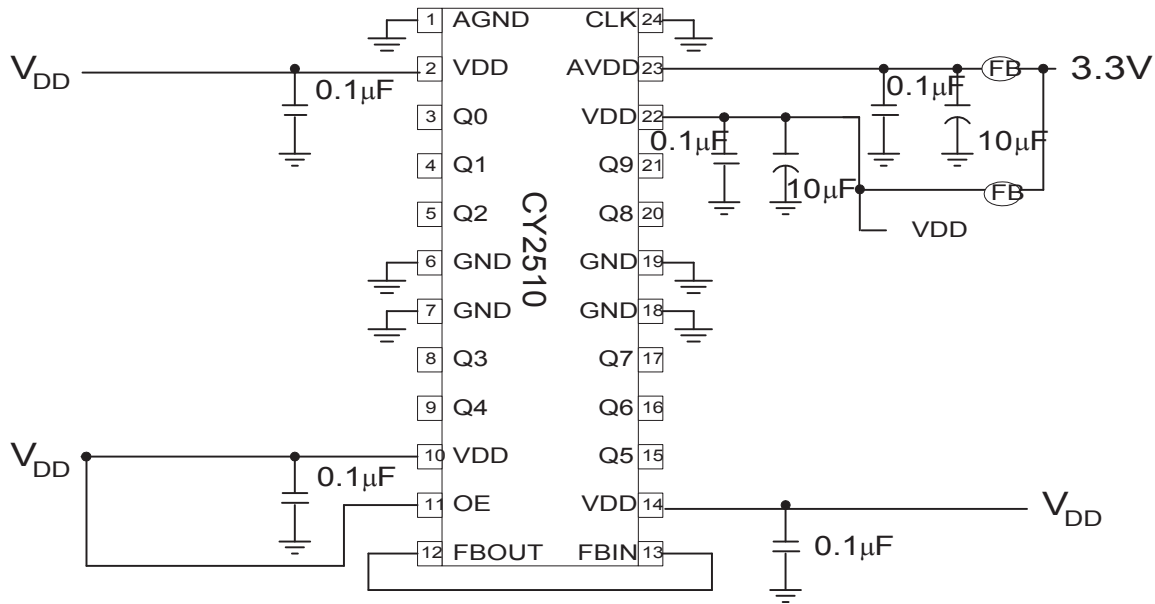 1 AGND CLK 24
V_DD 2 VDD AVDD 23 FB 3.3V
0.1μF 0.1μF 10μF
3 Q0 VDD 22
0.1μF 10μF
4 Q1 Q9 21
FB
5 Q2 Q8 20
VDD
CY2510
6 GND GND 19
7 GND GND 18
8 Q3 Q7 17
9 Q4 Q6 16
V_DD 10 VDD Q5 15
0.1μF
11 OE VDD 14 V_DD
12 FBOUT FBIN 13 0.1μF